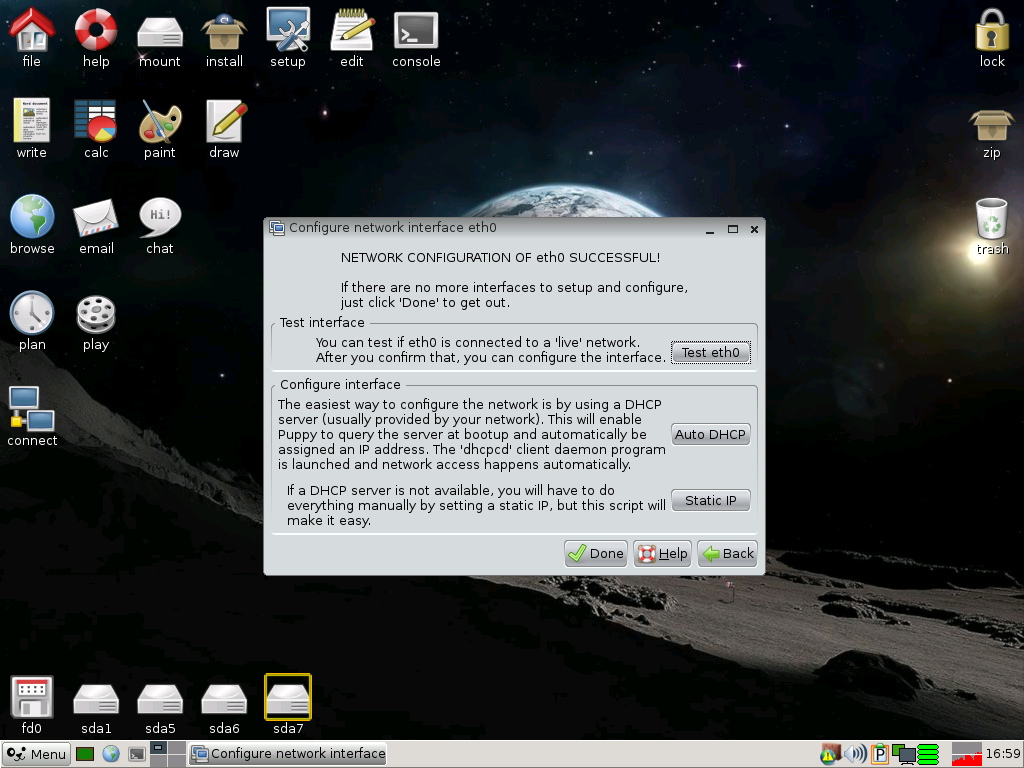 file help mount install setup edit console lock
write calc paint draw zip
browse email chat trash
plan play
connect
Configure network interface eth0
NETWORK CONFIGURATION OF eth0 SUCCESSFUL!
If there are no more interfaces to setup and configure,
just click 'Done' to get out.
Test interface
You can test if eth0 is connected to a 'live' network.
After you confirm that, you can configure the interface.
Test eth0
Configure interface
The easiest way to configure the network is by using a DHCP
server (usually provided by your network). This will enable
Puppy to query the server at bootup and automatically be
assigned an IP address. The 'dhcpcd' client daemon program
is launched and network access happens automatically.
Auto DHCP
If a DHCP server is not available, you will have to do
everything manually by setting a static IP, but this script will
make it easy.
Static IP
Done Help Back
fd0 sda1 sda5 sda6 sda7
Menu Configure network interface 16:59
Hi!
P